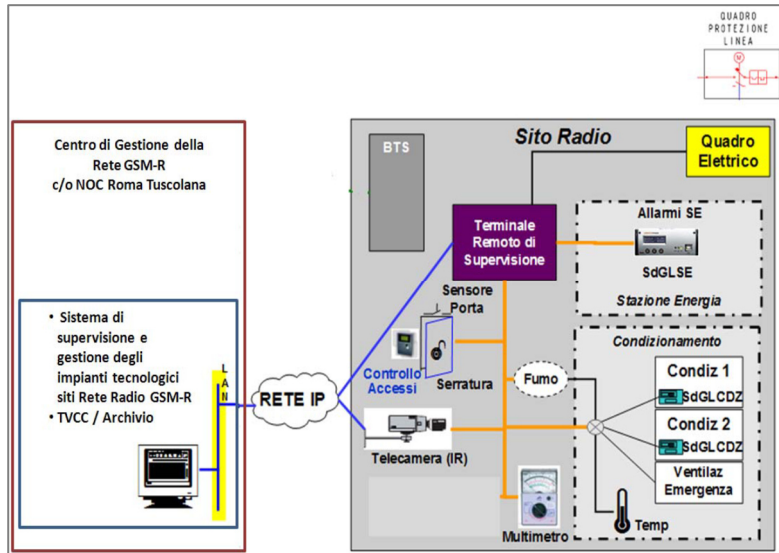 QUADRO
PROTEZIONE
LINEA
M
Centro di Gestione della
Rete GSM-R
c/o NOC Roma Tuscolana
• Sistema di
supervisione e
gestione degli
impianti tecnologici
siti Rete Radio GSM-R
• TVCC / Archivio
LAN
RETE IP
BTS
Sito Radio
Quadro
Elettrico
Terminale
Remoto di
Supervisione
Allarmi SE
SdGLSE
Stazione Energia
Sensore
Porta
Controllo
Accessi
Serratura
Fumo
Telecamera (IR)
Multimetro
Condizionamento
Condiz 1
SdGLCDZ
Condiz 2
SdGLCDZ
Ventilaz
Emergenza
Temp